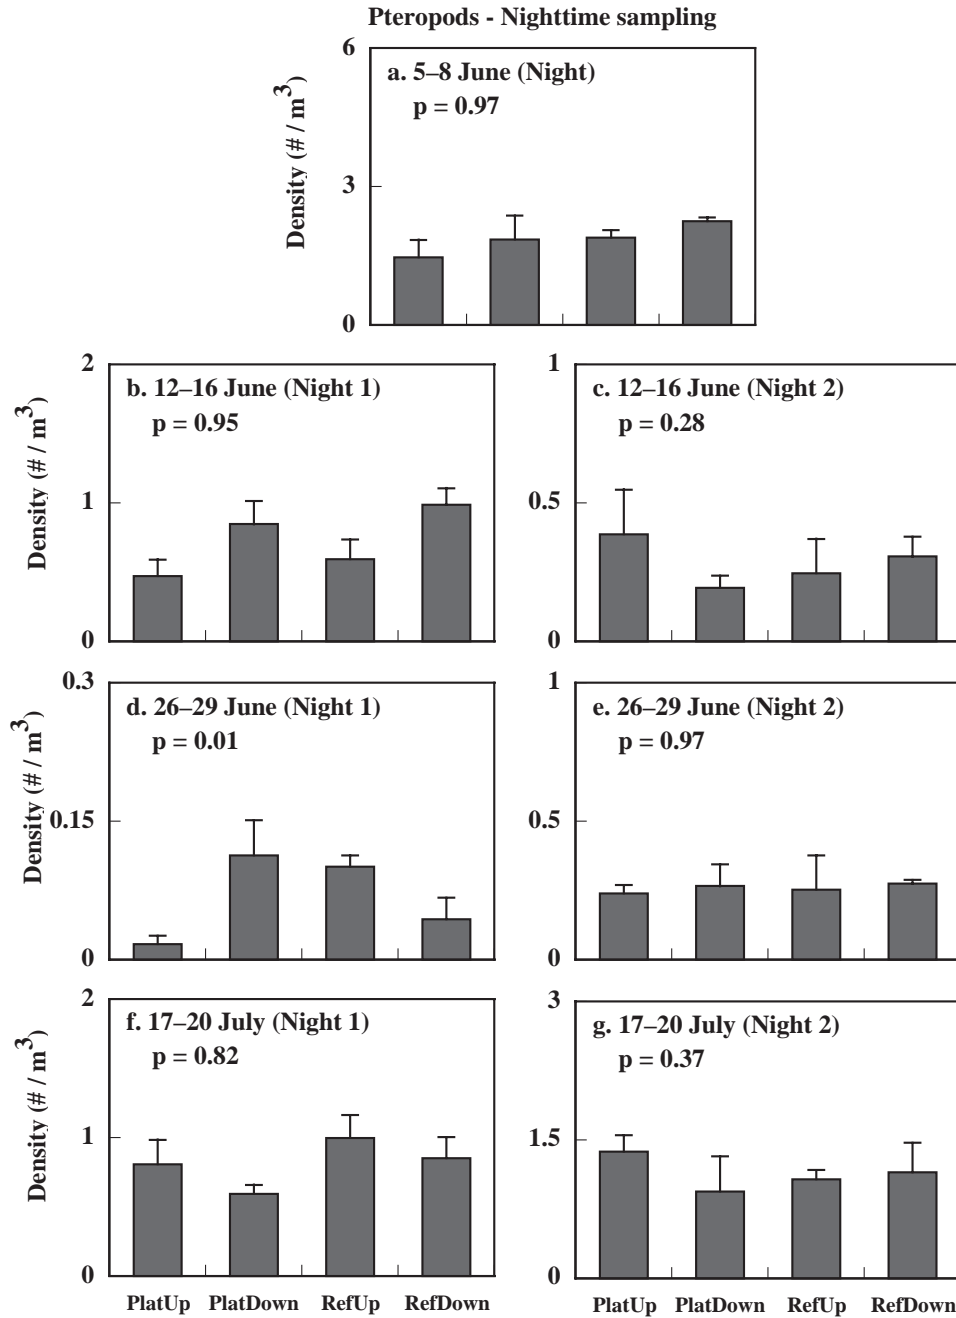 Pteropods - Nighttime sampling
Density (# / m3)
6
3
0
a. 5–8 June (Night)
p = 0.97
Density (# / m3)
2
1
0
b. 12–16 June (Night 1)
p = 0.95
1
0.5
0
c. 12–16 June (Night 2)
p = 0.28
Density (# / m3)
0.3
0.15
0
d. 26–29 June (Night 1)
p = 0.01
1
0.5
0
e. 26–29 June (Night 2)
p = 0.97
Density (# / m3)
2
1
0
f. 17–20 July (Night 1)
p = 0.82
3
1.5
0
g. 17–20 July (Night 2)
p = 0.37
PlatUp PlatDown RefUp RefDown
PlatUp PlatDown RefUp RefDown